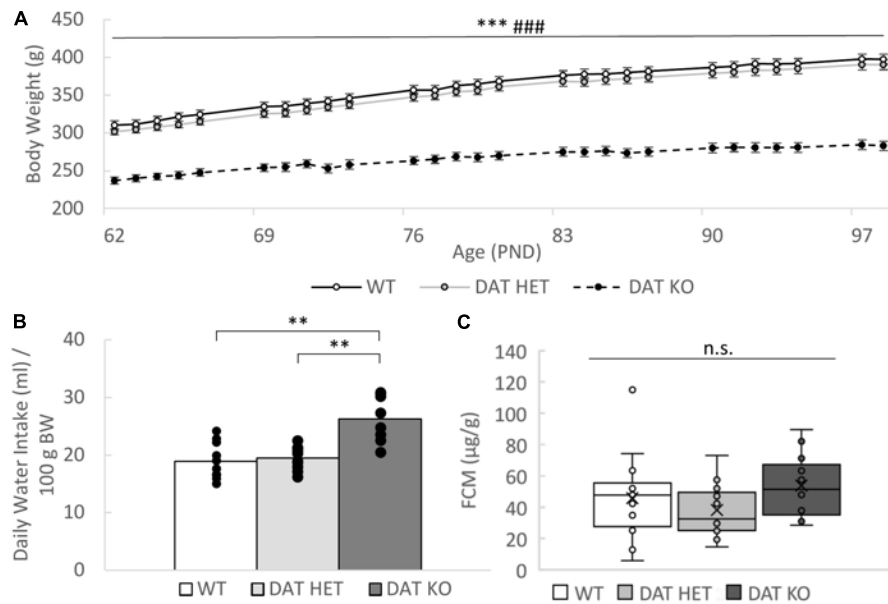 A
*** ###
Body Weight (g)
450
400
350
300
250
200
62 69 76 83 90 97
Age (PND)
WT DAT HET DAT KO
B
**
**
Daily Water Intake (ml) /
100 g BW
40
30
20
10
0
WT DAT HET DAT KO
C
n.s.
FCM (µg/g)
140
120
100
80
60
40
20
0
WT DAT HET DAT KO